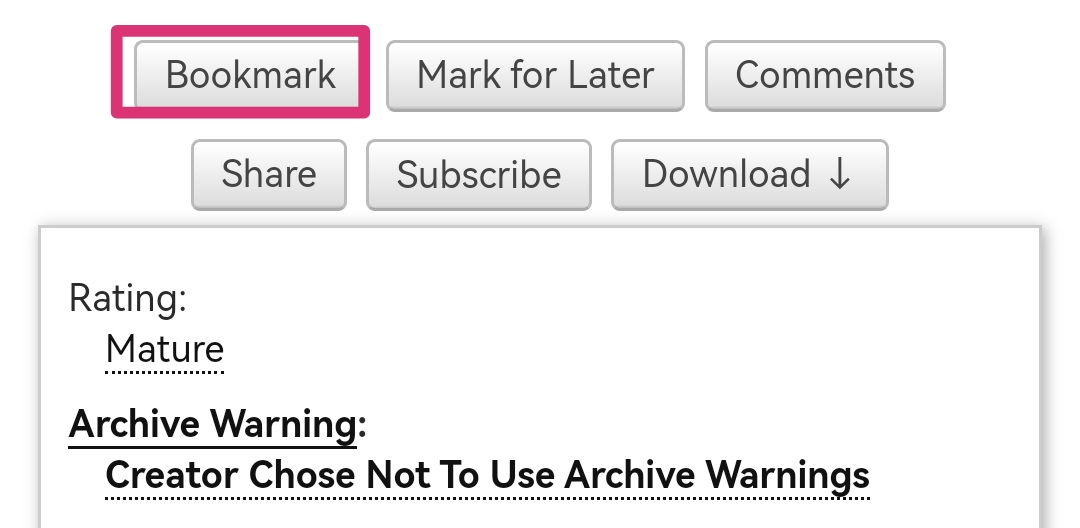 Bookmark Mark for Later Comments
Share Subscribe Download ↓
Rating:
Mature
Archive Warning:
Creator Chose Not To Use Archive Warnings